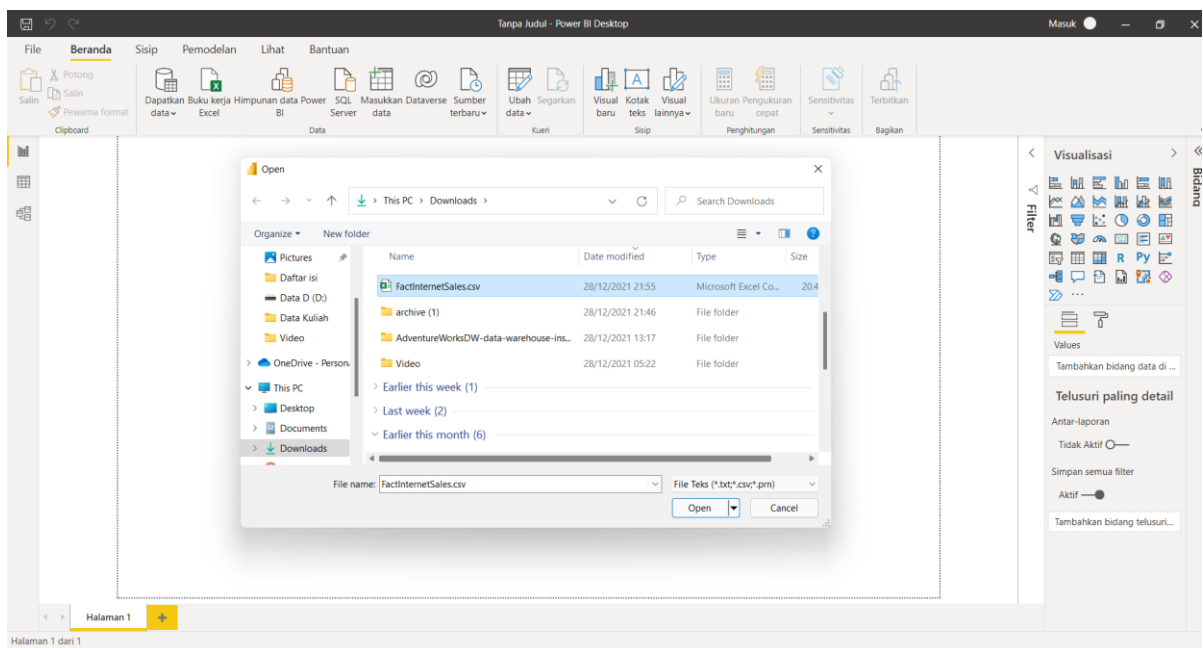 Tanpa Judul - Power BI Desktop
Masuk
File Beranda Sisip Pemodelan Lihat Bantuan
Salin
Potong
Salin
Pewarna format
Clipboard
Dapatkan data
Buku kerja Excel
Himpunan data Power BI
SQL Server
Masukkan data
Dataverse
Sumber terbaru
Data
Ubah data
Segarkan
Kueri
Visual baru
Kotak teks
Visual lainnya
Sisip
Ukuran baru
Pengukuran cepat
Penghitungan
Sensitivitas
Sensitivitas
Terbitkan
Bagikan
Open
This PC > Downloads >
Search Downloads
Organize New folder
Pictures
Daftar isi
Data D (D:)
Data Kuliah
Video
OneDrive - Person
This PC
Desktop
Documents
Downloads
Name Date modified Type Size
FactInternetSales.csv 28/12/2021 21:55 Microsoft Excel Co... 20.4
archive (1) 28/12/2021 21:46 File folder
AdventureWorksDW-data-warehouse-ins... 28/12/2021 13:17 File folder
Video 28/12/2021 05:22 File folder
Earlier this week (1)
Last week (2)
Earlier this month (6)
File name: FactInternetSales.csv File Teks (*.txt;*.csv;*.prn)
Open Cancel
Filter
Visualisasi
R Py
Values
Tambahkan bidang data di ...
Telusuri paling detail
Antar-laporan
Tidak Aktif
Simpan semua filter
Aktif
Tambahkan bidang telusuri...
Bidang
Halaman 1
Halaman 1 dari 1